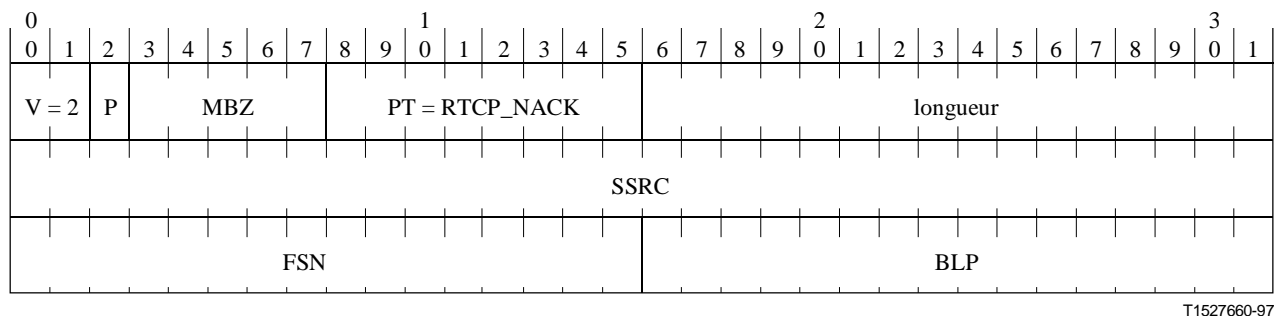 0 1 2 3
0 1 2 3 4 5 6 7 8 9 0 1 2 3 4 5 6 7 8 9 0 1 2 3 4 5 6 7 8 9 0 1
V = 2 P MBZ PT = RTCP_NACK longueur
SSRC
FSN BLP
T1527660-97